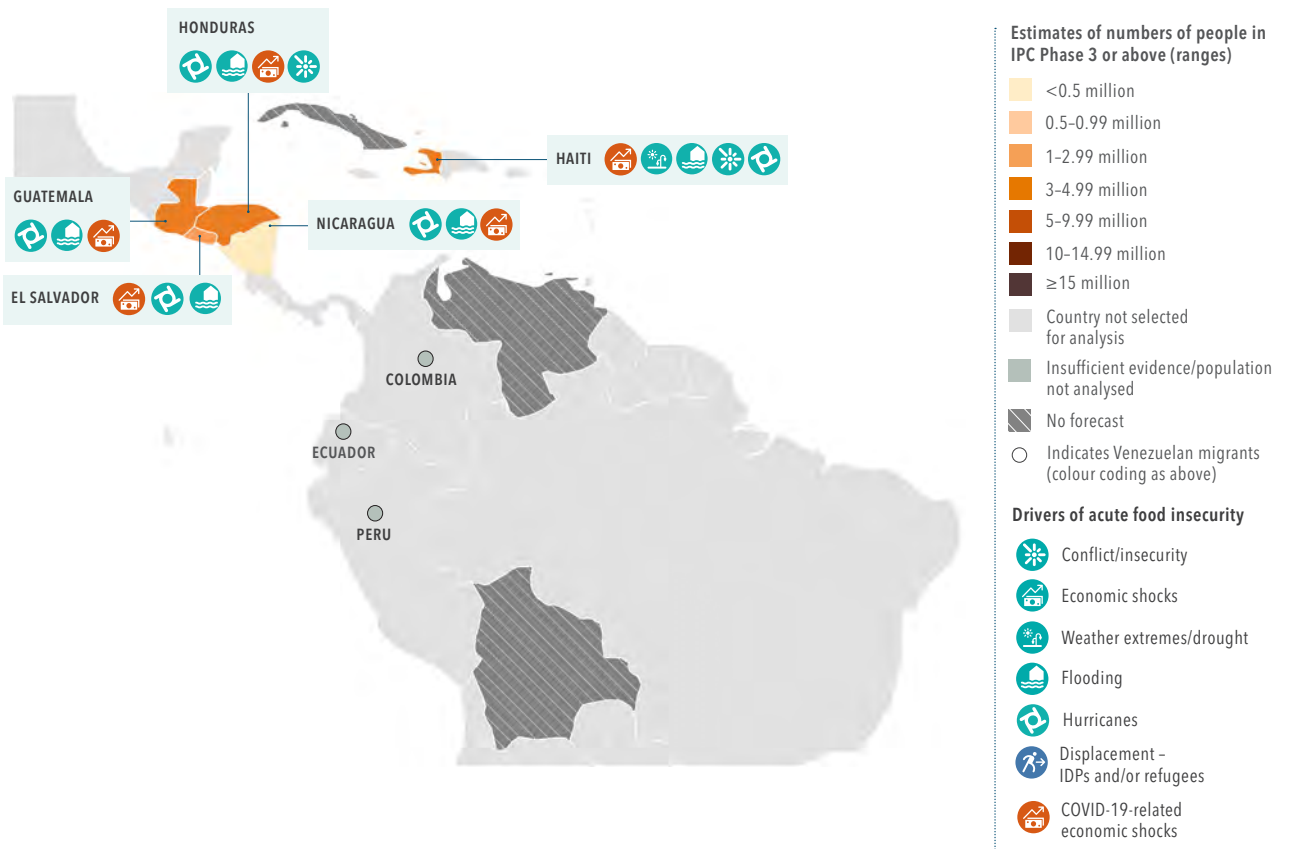 HONDURAS
HAITI
GUATEMALA
NICARAGUA
EL SALVADOR
COLOMBIA
ECUADOR
PERU
Estimates of numbers of people in
IPC Phase 3 or above (ranges)
<0.5 million
0.5–0.99 million
1–2.99 million
3–4.99 million
5–9.99 million
10–14.99 million
≥15 million
Country not selected
for analysis
Insufficient evidence/population
not analysed
No forecast
Indicates Venezuelan migrants
(colour coding as above)
Drivers of acute food insecurity
Conflict/insecurity
Economic shocks
Weather extremes/drought
Flooding
Hurricanes
Displacement –
IDPs and/or refugees
COVID-19-related
economic shocks